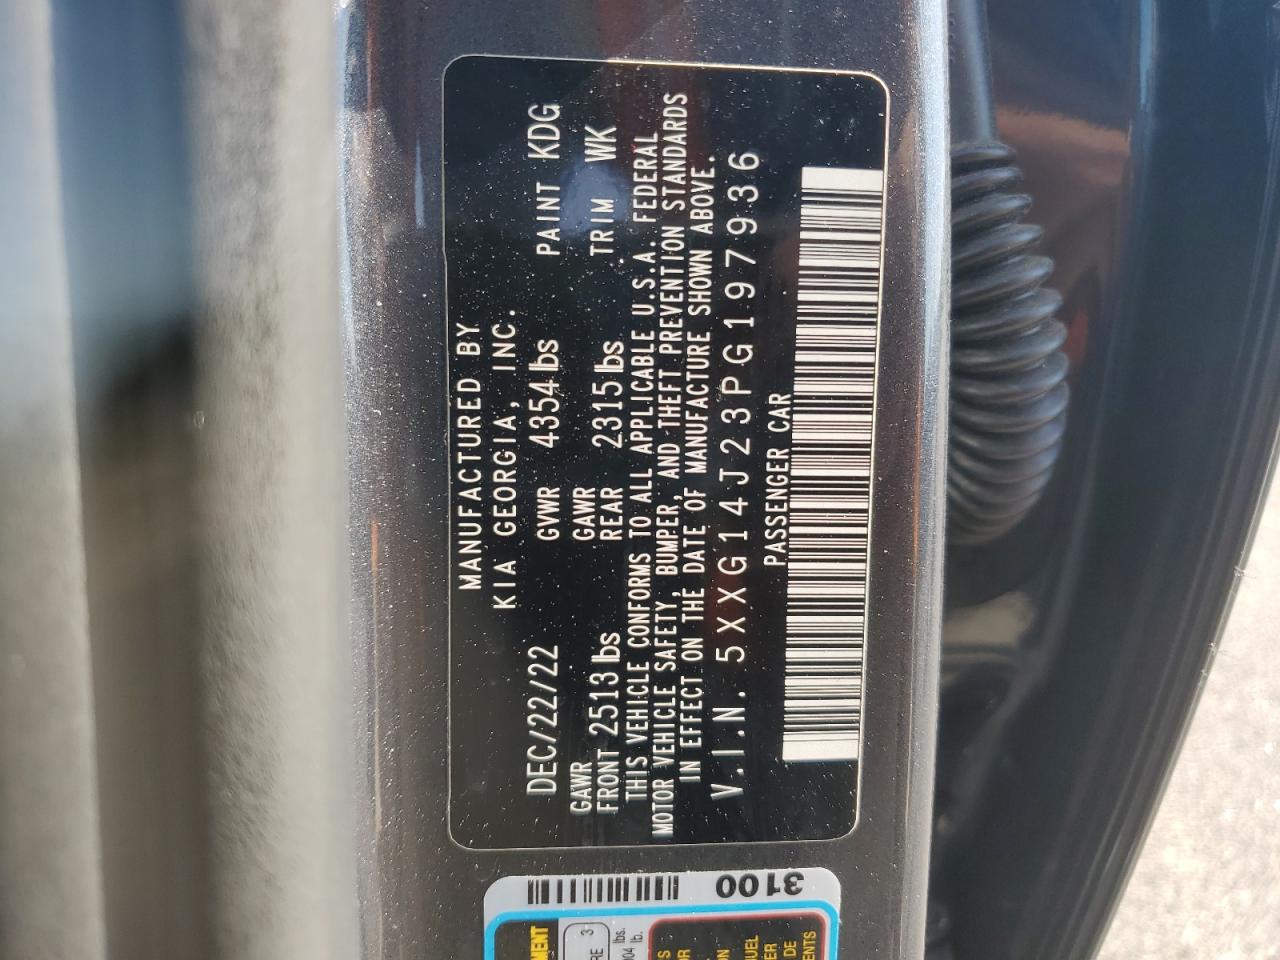 MANUFACTURED BY
KIA GEORGIA, INC.
DEC/22/22 GVWR 4354 lbs PAINT KDG
GAWR FRONT 2513 lbs GAWR REAR 2315 lbs TRIM WK
THIS VEHICLE CONFORMS TO ALL APPLICABLE U.S.A. FEDERAL
MOTOR VEHICLE SAFETY, BUMPER, AND THEFT PREVENTION STANDARDS
IN EFFECT ON THE DATE OF MANUFACTURE SHOWN ABOVE.
V.I.N. 5XXG14J23PG197936
PASSENGER CAR
3100